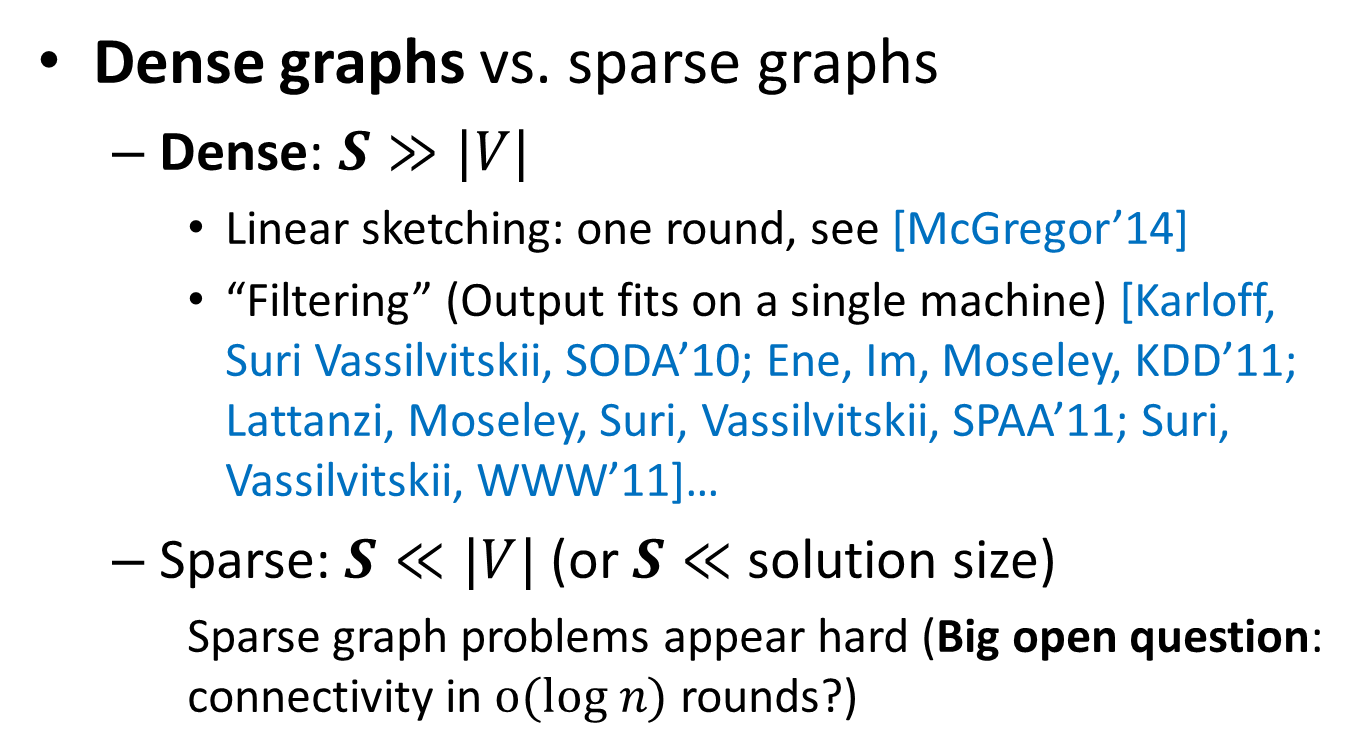 • Dense graphs vs. sparse graphs
– Dense: 𝑺 ≫ |𝑉|
• Linear sketching: one round, see [McGregor’14]
• “Filtering” (Output fits on a single machine) [Karloff,
Suri Vassilvitskii, SODA’10; Ene, Im, Moseley, KDD’11;
Lattanzi, Moseley, Suri, Vassilvitskii, SPAA’11; Suri,
Vassilvitskii, WWW’11]…
– Sparse: 𝑺 ≪ |𝑉| (or 𝑺 ≪ solution size)
Sparse graph problems appear hard (Big open question:
connectivity in o(log 𝑛) rounds?)